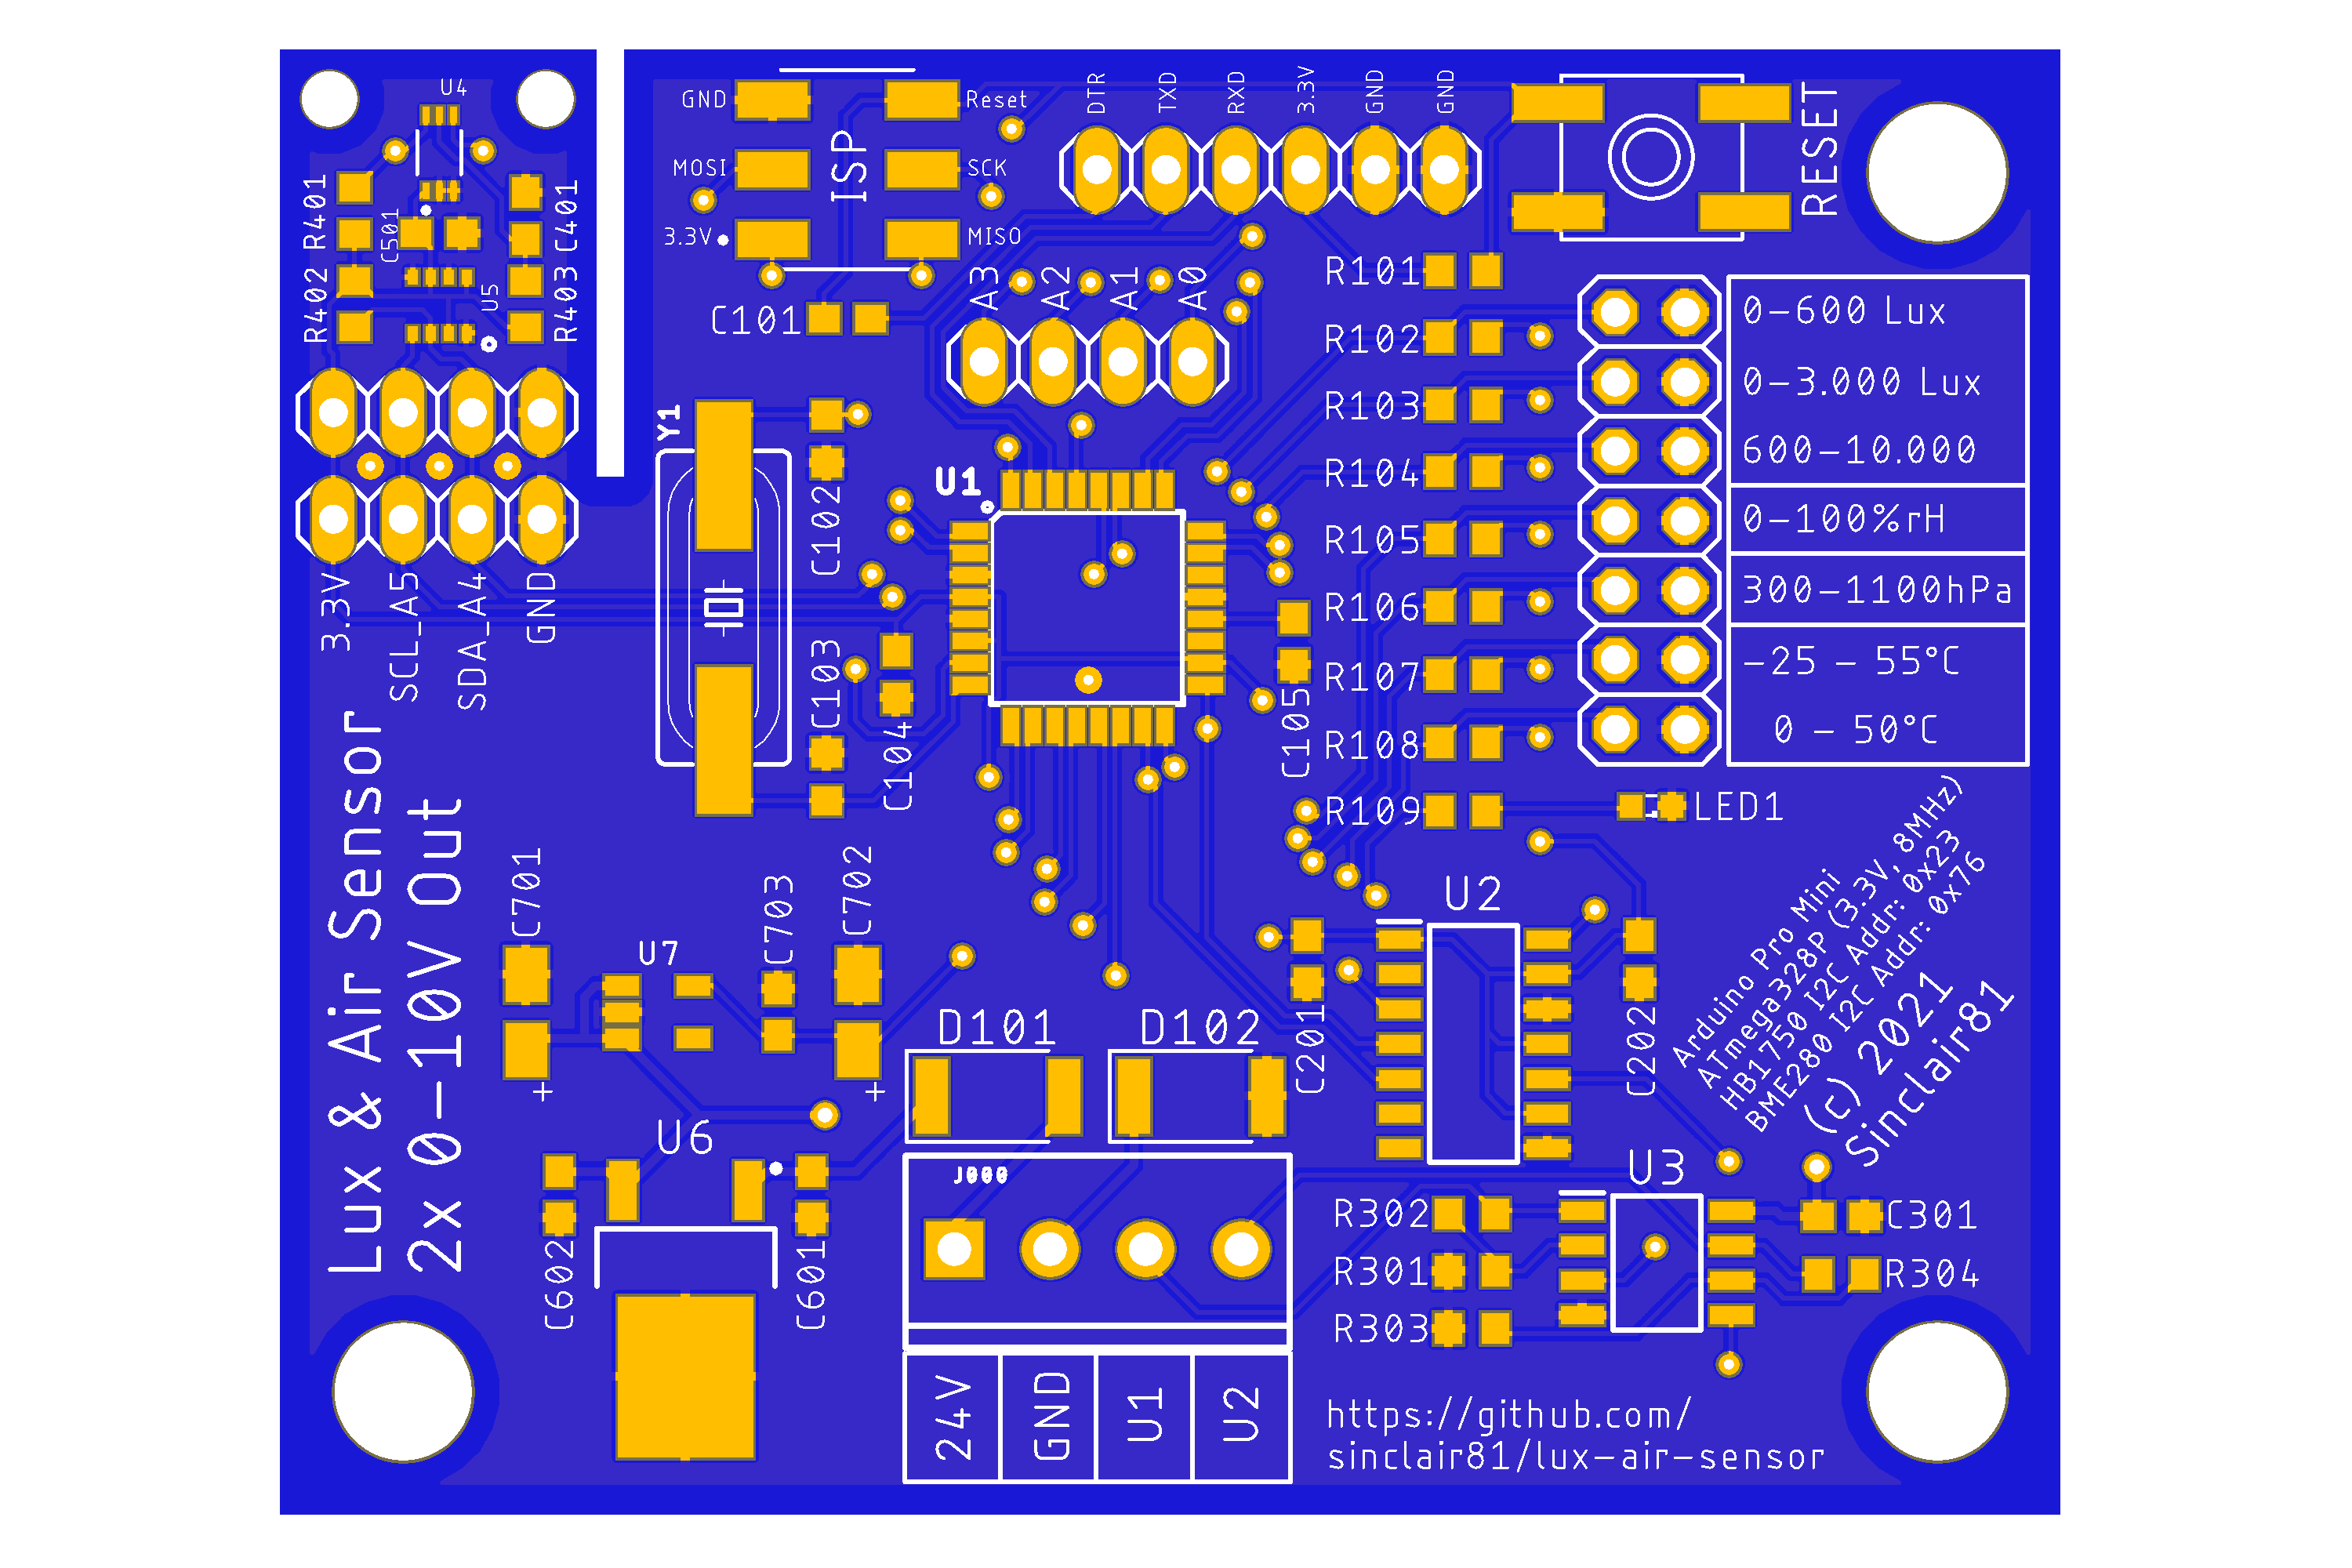 U4
GND
Reset
MOSI
SCK
3.3V
MISO
ISP
DTR
TXD
RXD
3.3V
GND
GND
RESET
R401
R402
C501
C401
R403
U5
C101
A3
A2
A1
A0
R101
R102
R103
R104
R105
R106
R107
R108
R109
0-600 Lux
0-3.000 Lux
600-10.000
0-100%rH
300-1100hPa
-25 - 55°C
0 - 50°C
LED1
Y1
C102
C103
C104
U1
C105
3.3V
SCL_A5
SDA_A4
GND
Lux & Air Sensor
2x 0-10V Out
C701
U7
C703
C702
+
+
U6
C602
C601
D101
D102
J000
24V
GND
U1
U2
C201
U2
C202
Arduino Pro Mini
ATmega328P (3.3V, 8MHz)
HB1750 I2C Addr: 0x23
BME280 I2C Addr: 0x76
(c) 2021
Sinclair81
U3
R302
R301
R303
C301
R304
https://github.com/
sinclair81/lux-air-sensor